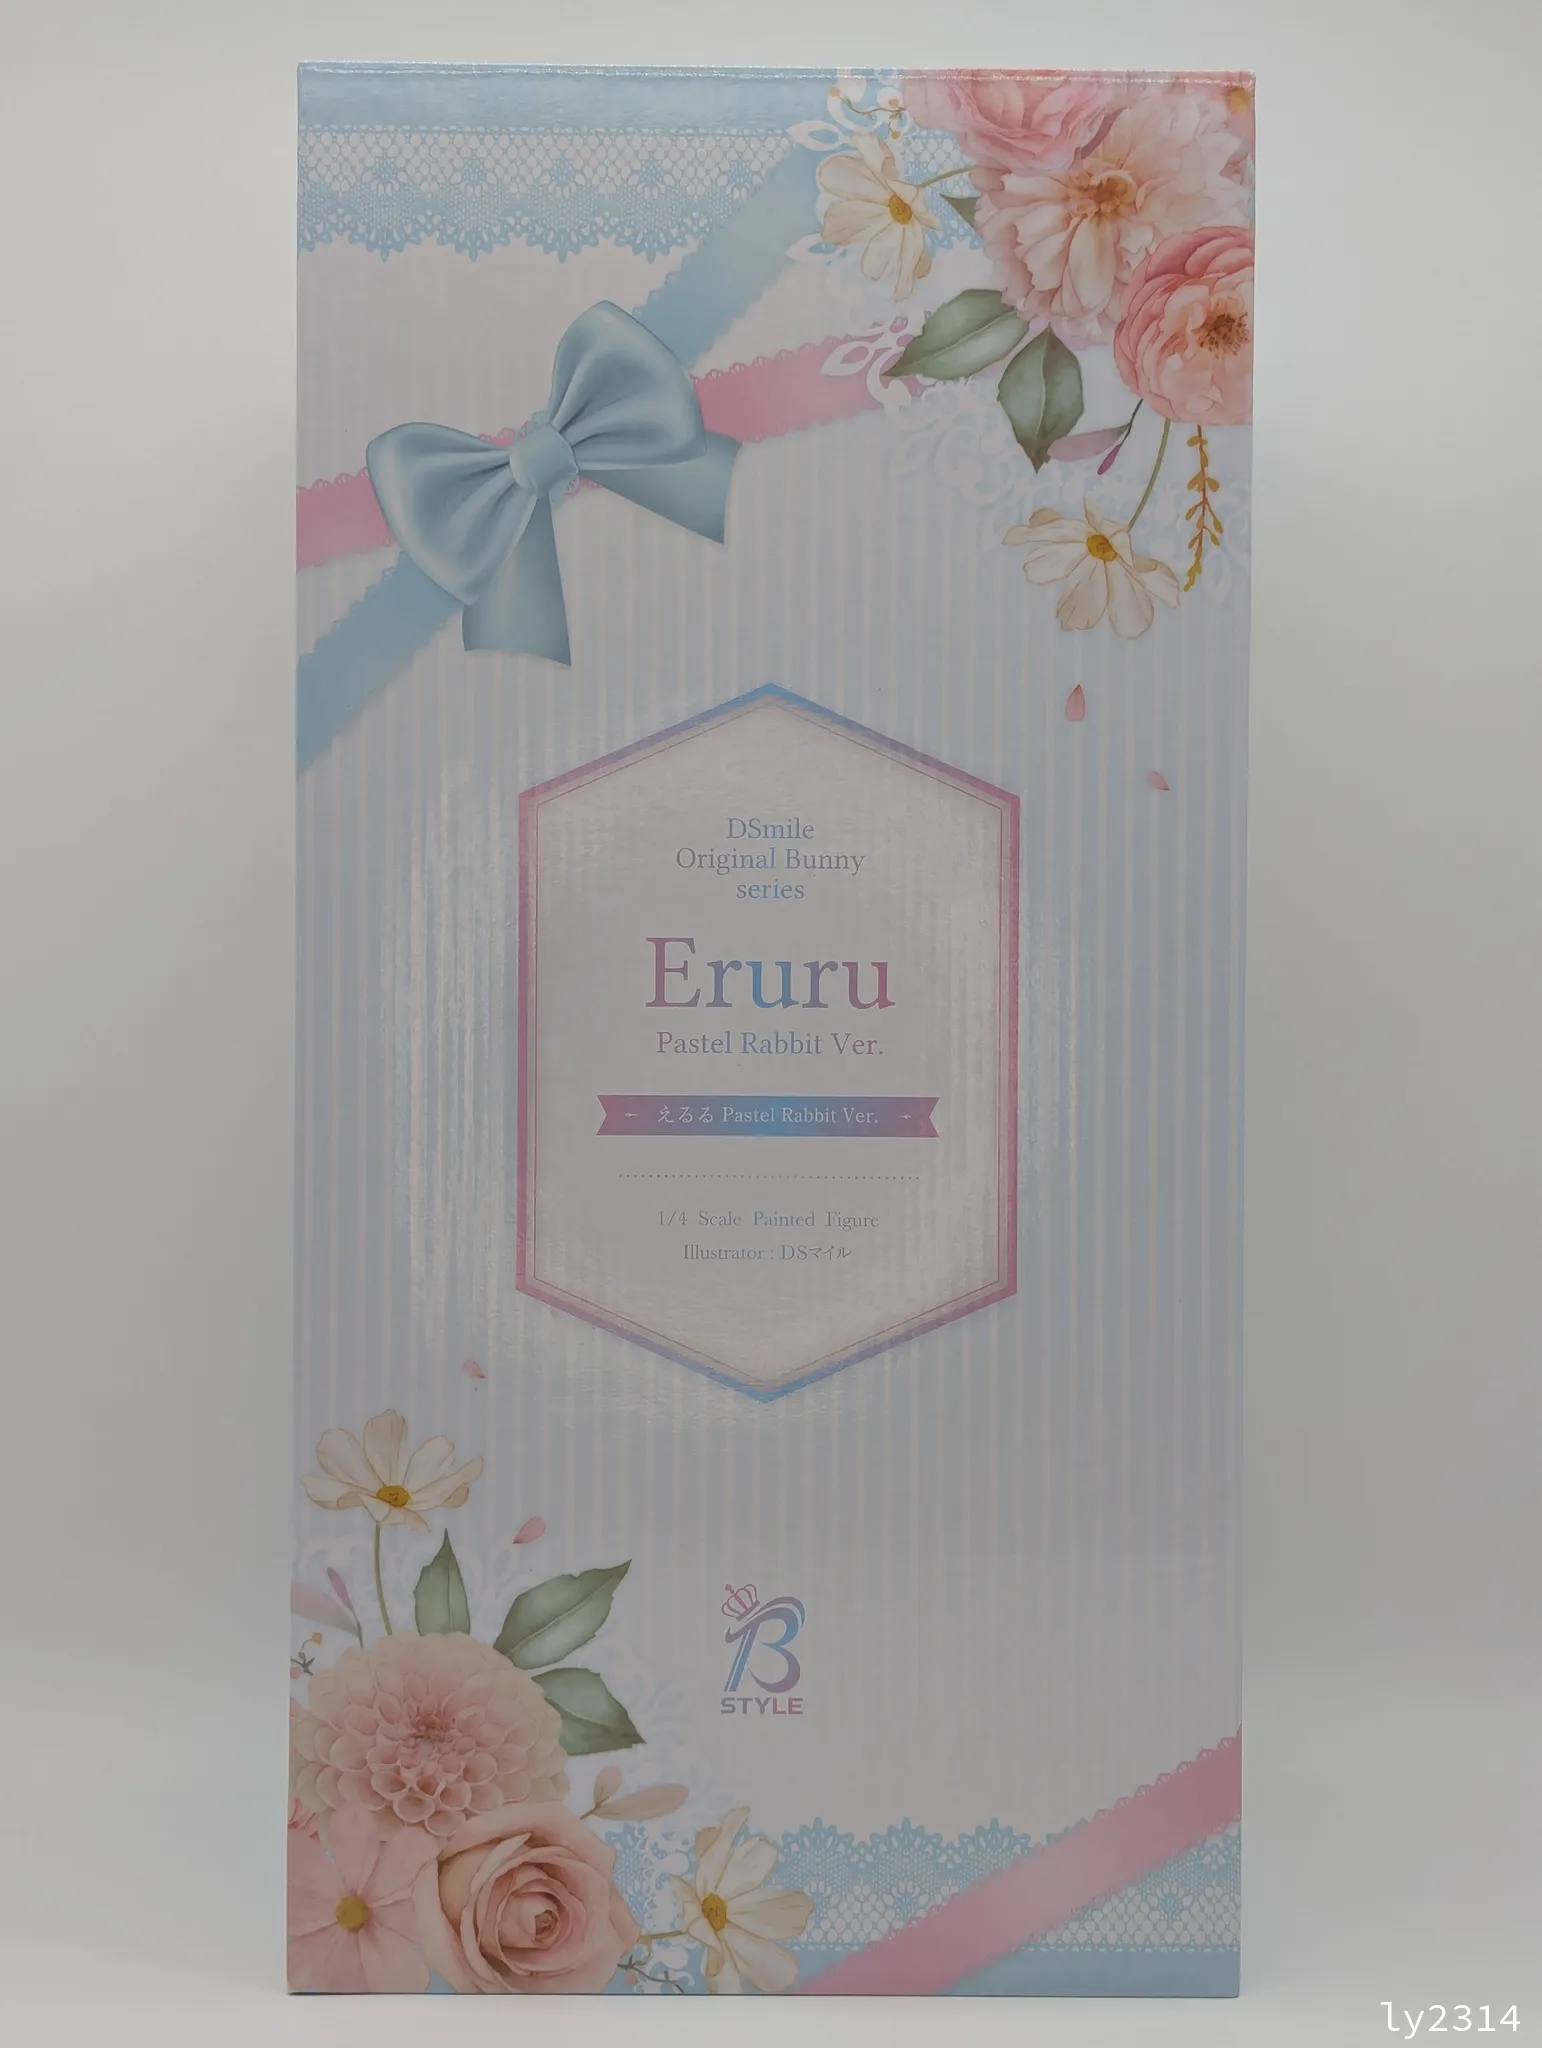 DSmile
Original Bunny
series
Eruru
Pastel Rabbit Ver.
えるる Pastel Rabbit Ver.
1/4 Scale Painted Figure
Illustrator : DSマイル
B
STYLE
ly2314